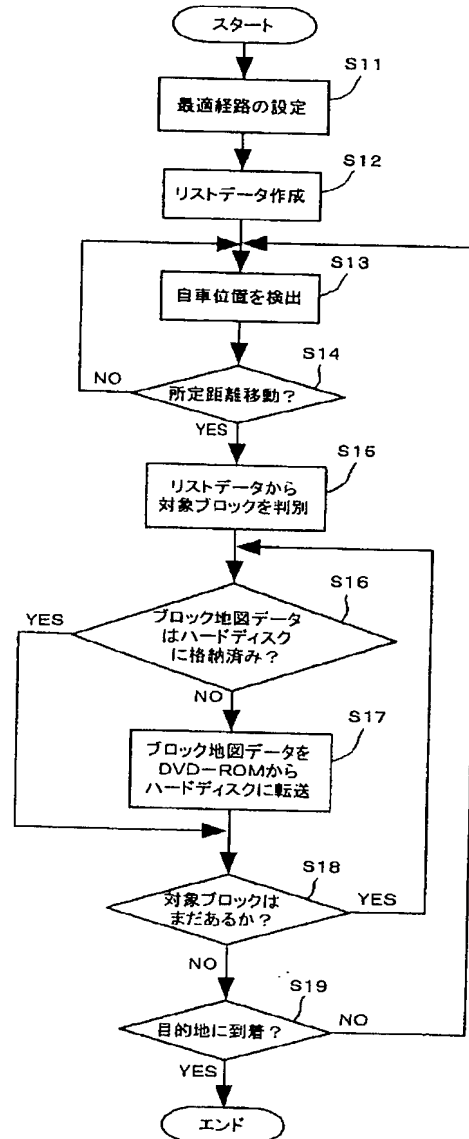 スタート
S11
最適経路の設定
S12
リストデータ作成
S13
自車位置を検出
S14
NO
所定距離移動?
YES
S15
リストデータから
対象ブロックを判別
S16
YES
ブロック地図データ
はハードディスク
に格納済み?
NO
S17
ブロック地図データを
DVD-ROMから
ハードディスクに転送
S18
対象ブロックは
まだあるか?
YES
NO
S19
目的地に到着?
NO
YES
エンド